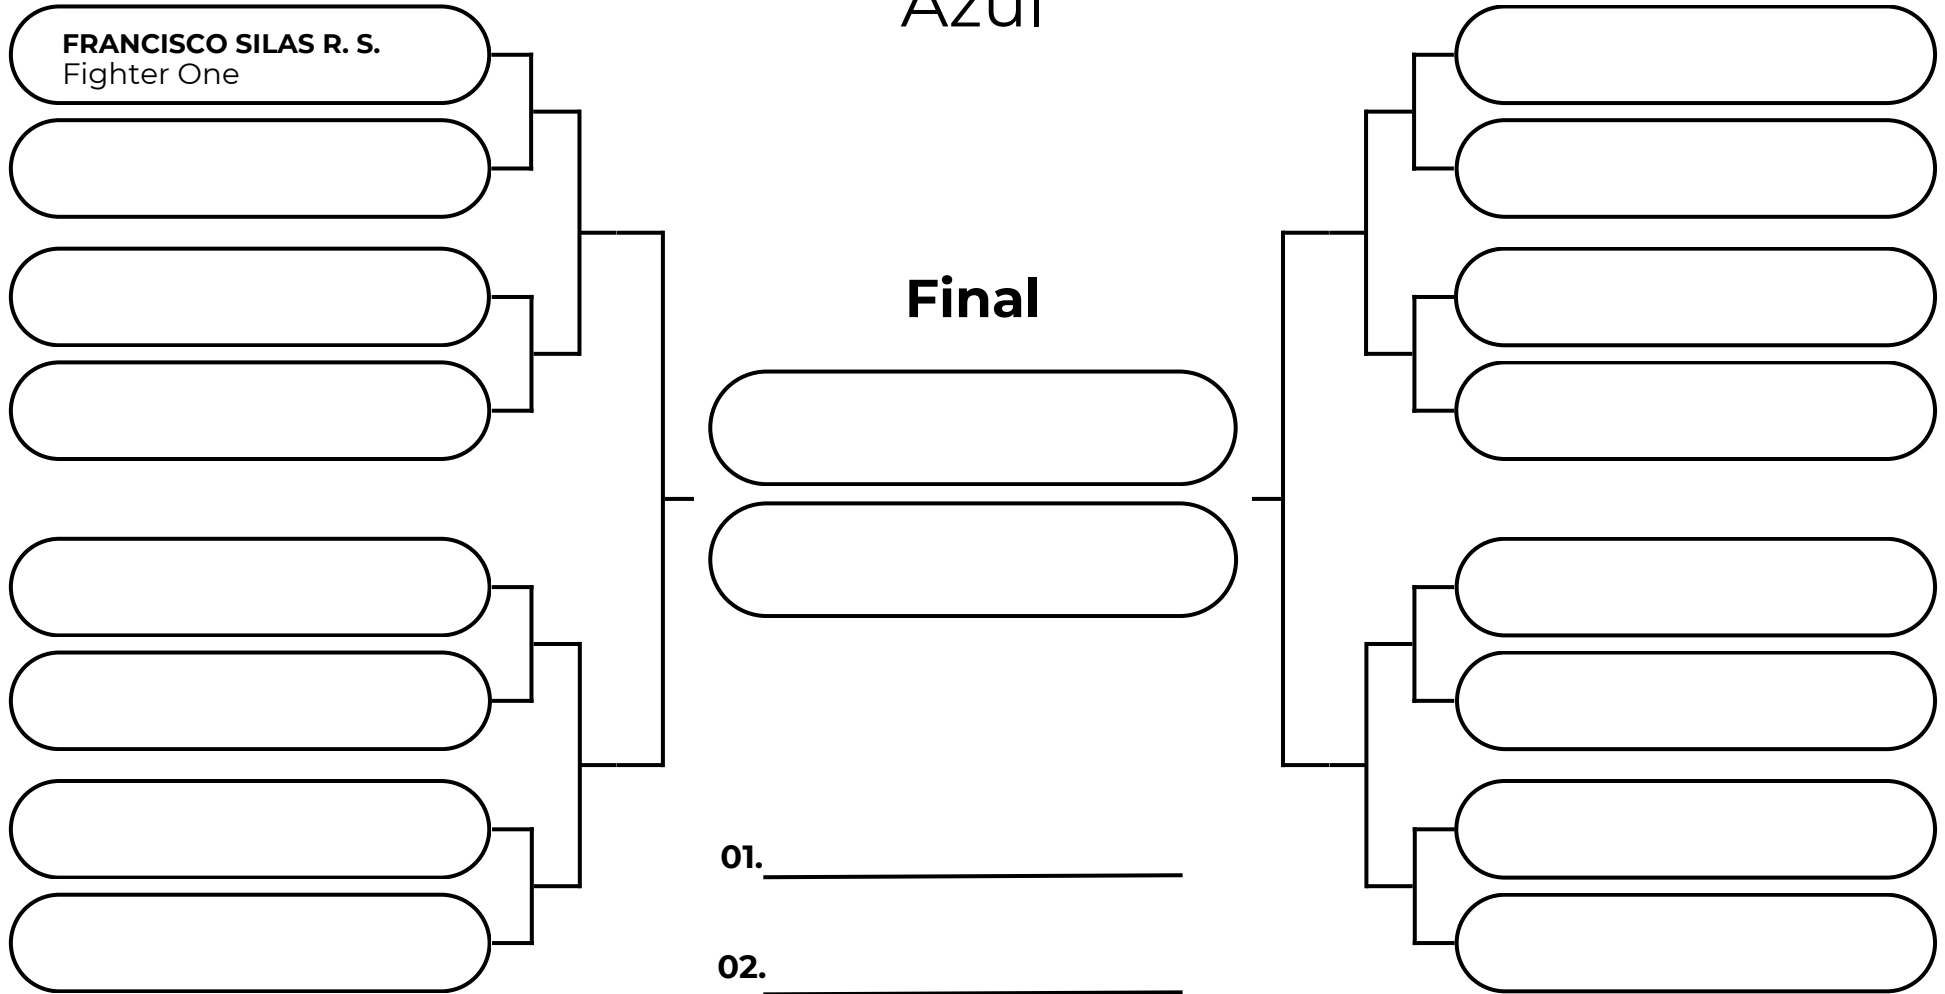 Azul
FRANCISCO SILAS R. S.
Fighter One
Final
01.
02.